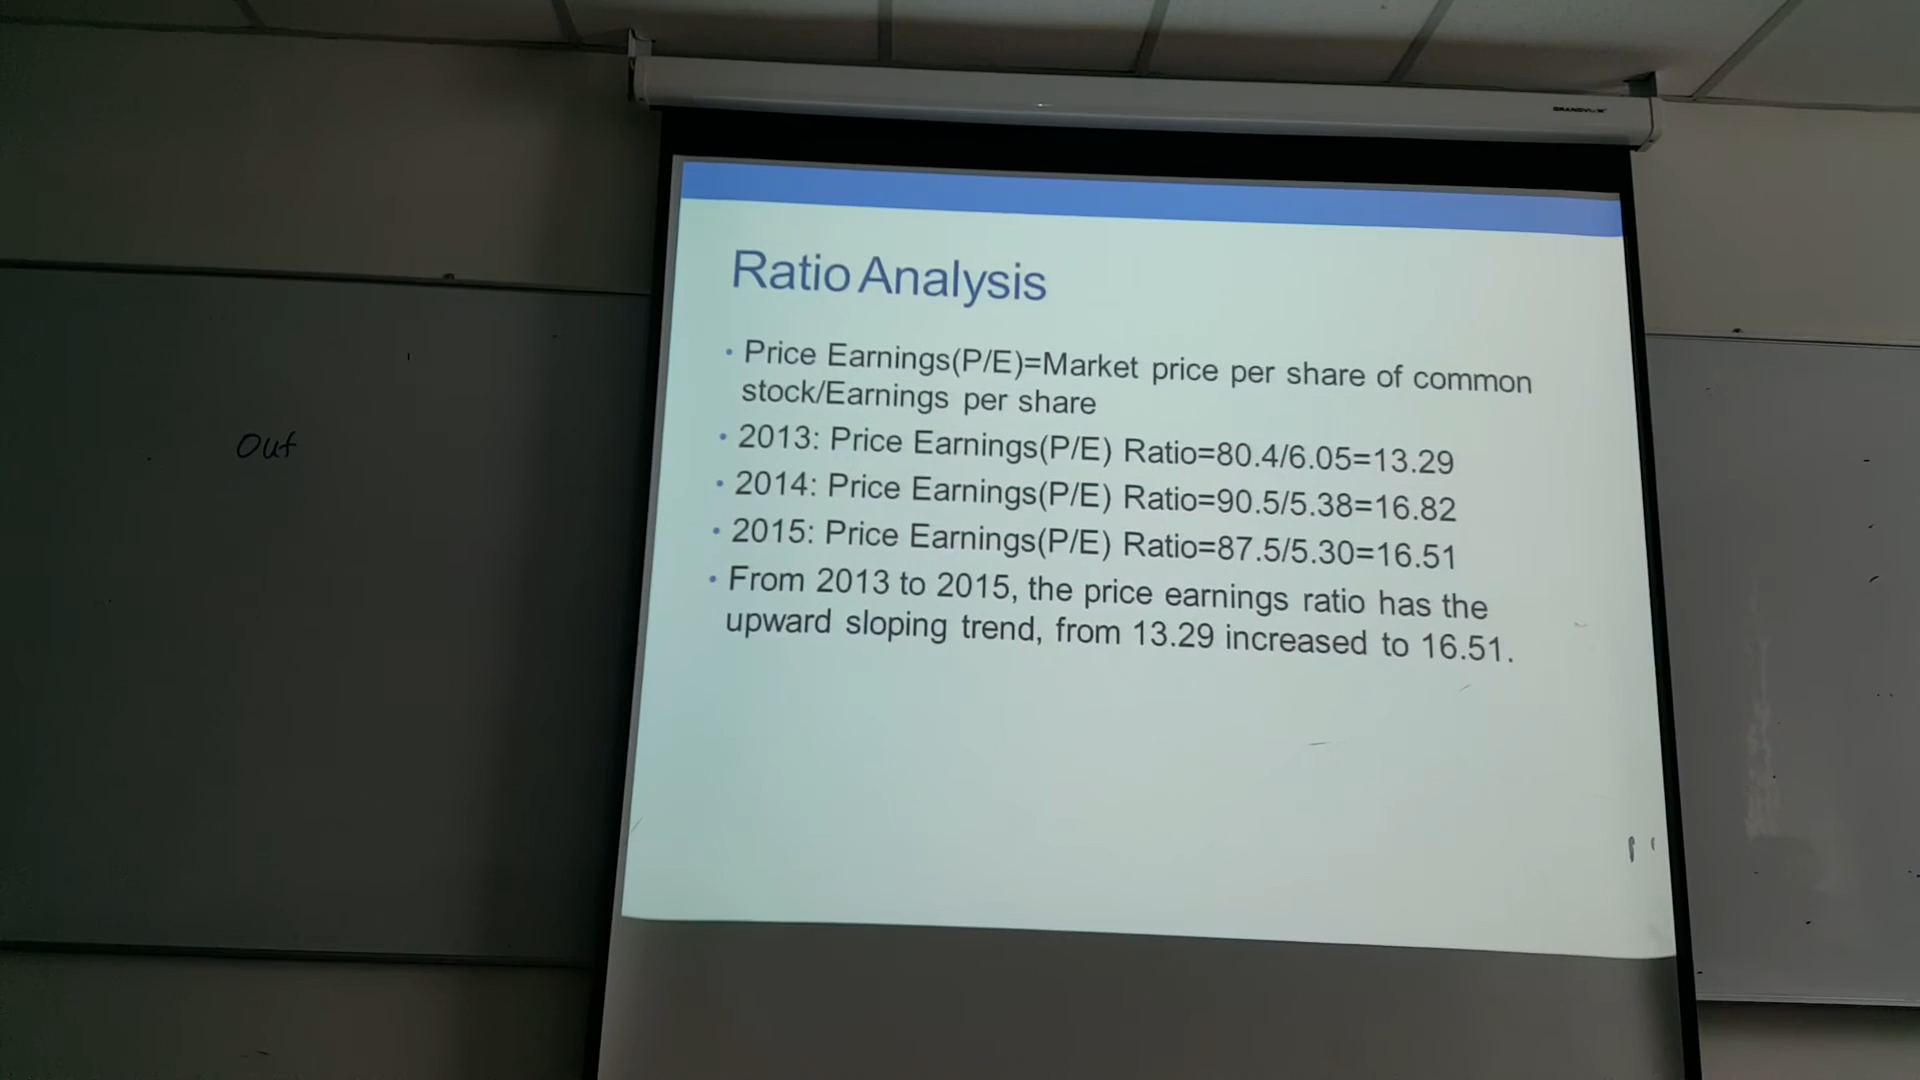 GRANDVIEW
Ratio Analysis
• Price Earnings(P/E)=Market price per share of common
stock/Earnings per share
• 2013: Price Earnings(P/E) Ratio=80.4/6.05=13.29
• 2014: Price Earnings(P/E) Ratio=90.5/5.38=16.82
• 2015: Price Earnings(P/E) Ratio=87.5/5.30=16.51
• From 2013 to 2015, the price earnings ratio has the
upward sloping trend, from 13.29 increased to 16.51.
Out